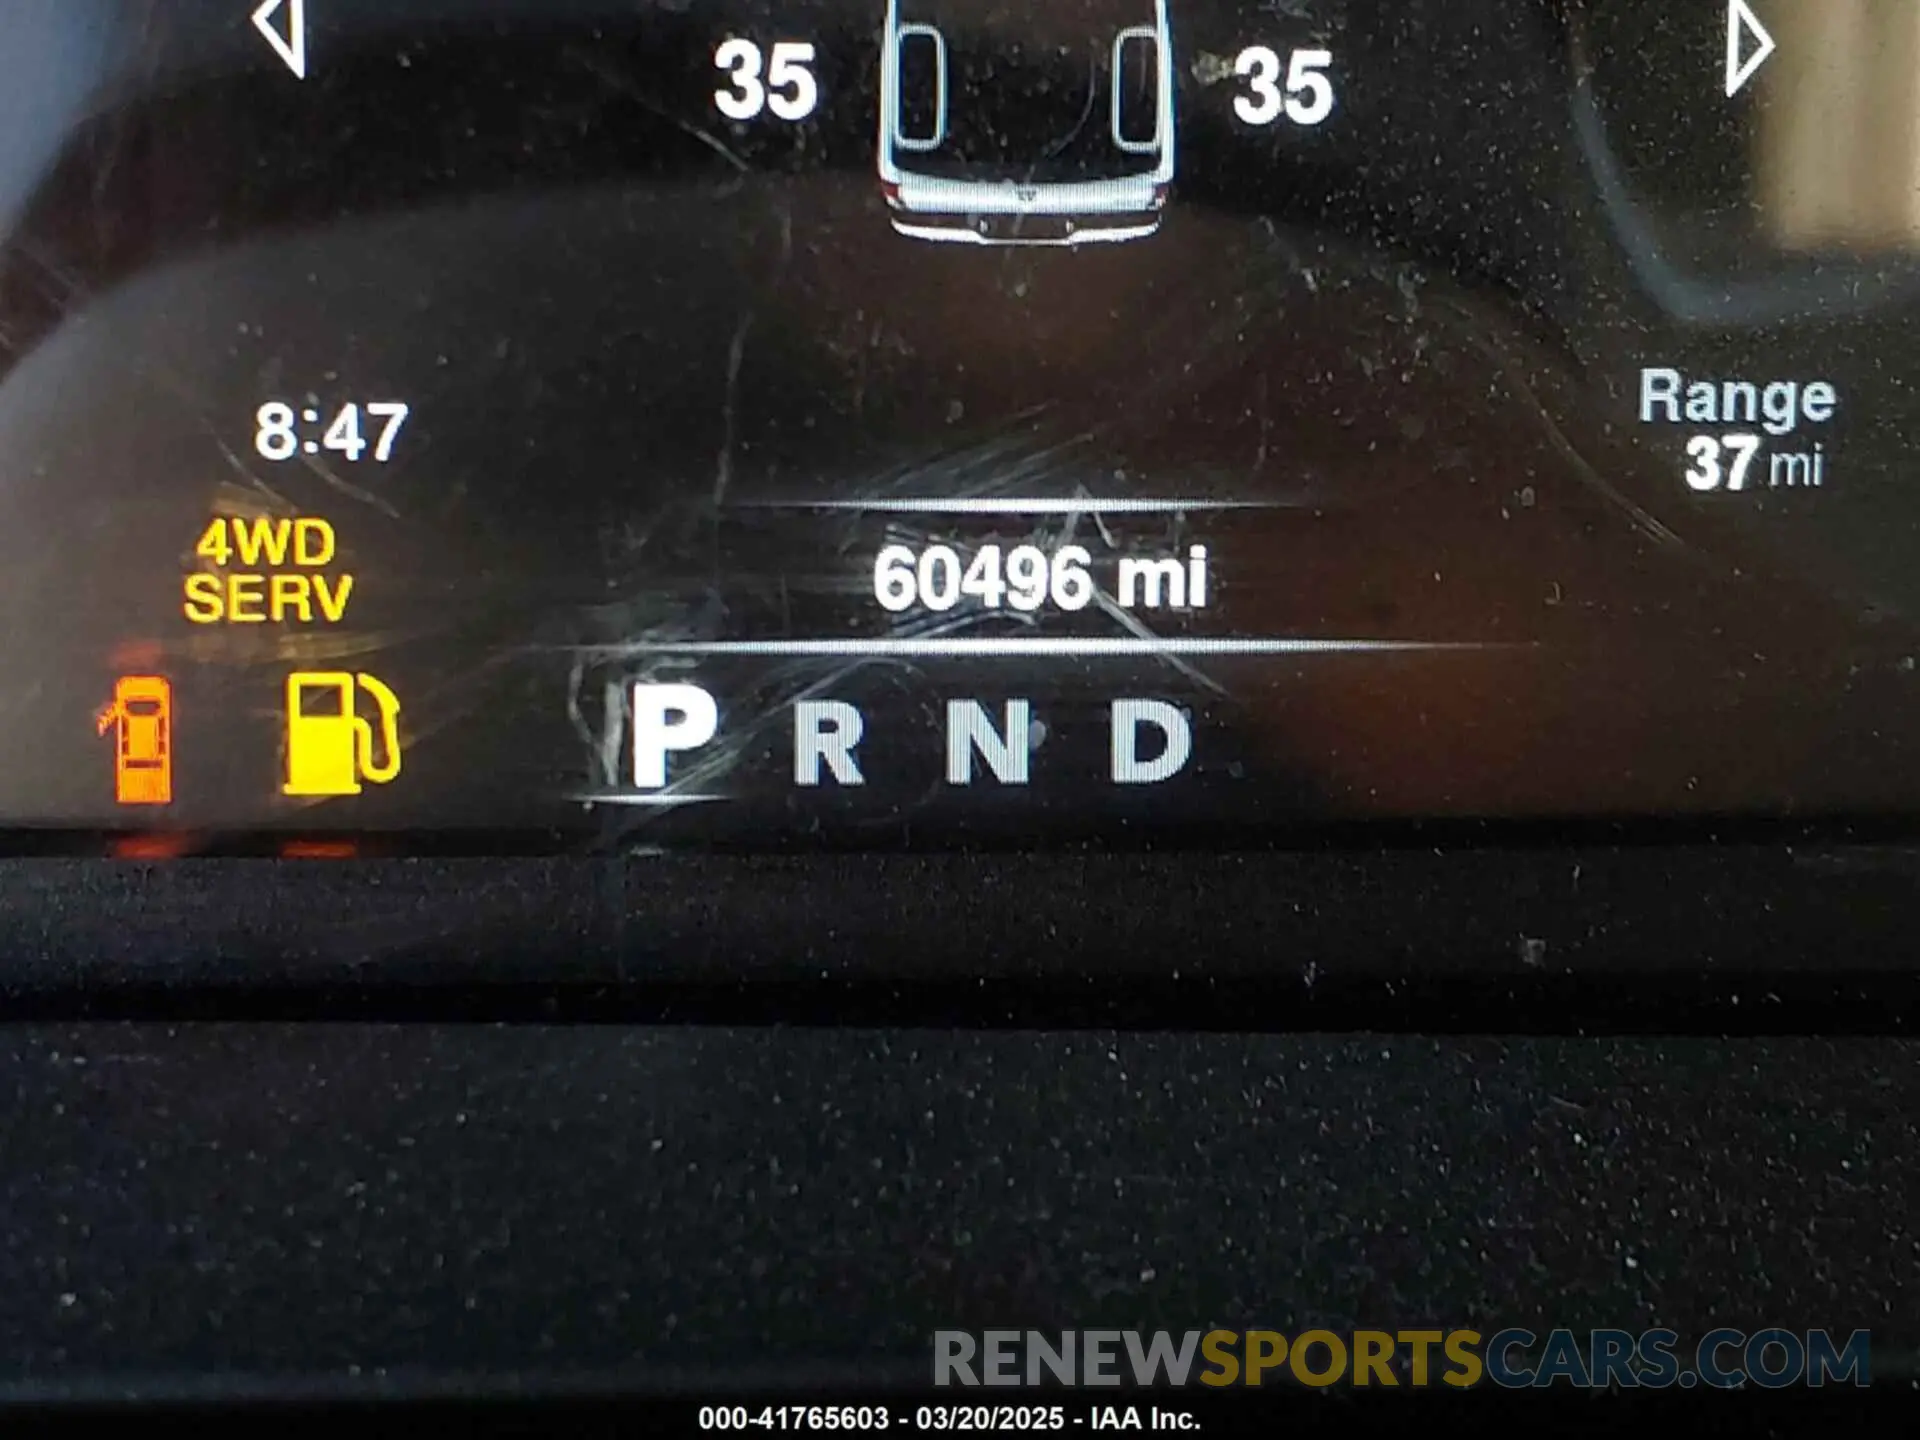 35 35
8:47
Range
37 mi
4WD
SERV
60496 mi
P R N D
RENEWSPORTSCARS.COM
000-41765603 - 03/20/2025 - IAA Inc.